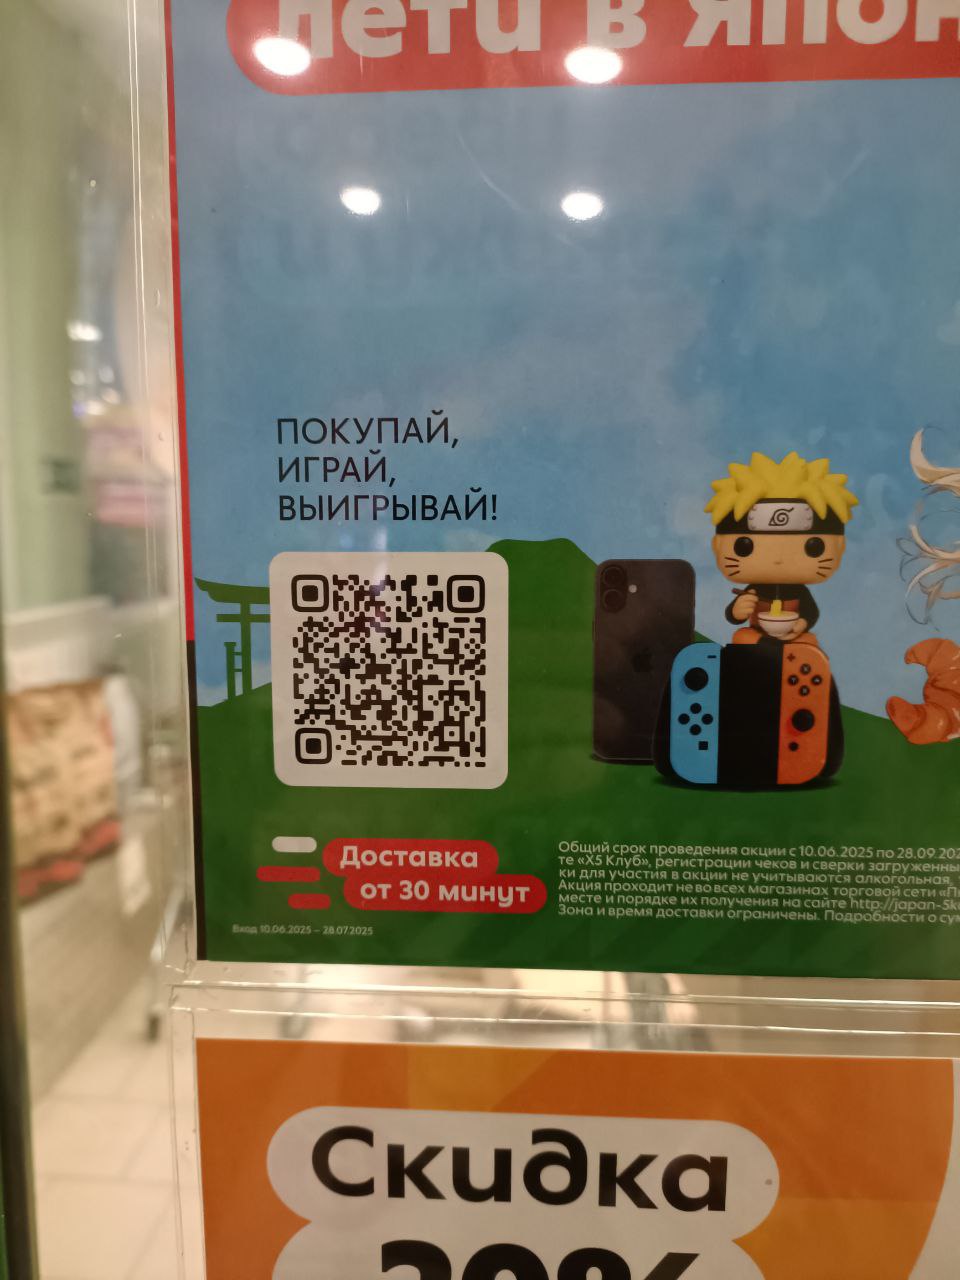 Лети в Япон
ПОКУПАЙ,
ИГРАЙ,
ВЫИГРЫВАЙ!
Доставка
от 30 минут
Вход 10.06.2025 – 28.07.2025
Общий срок проведения акции с 10.06.2025 по 28.09.202
те «X5 Клуб», регистрации чеков и сверки загруженны
ки для участия в акции не учитываются алкогольная,
Акция проходит не во всех магазинах торговой сети «П
месте и порядке их получения на сайте http://japan-5k
Зона и время доставки ограничены. Подробности о су
Скидка
20%